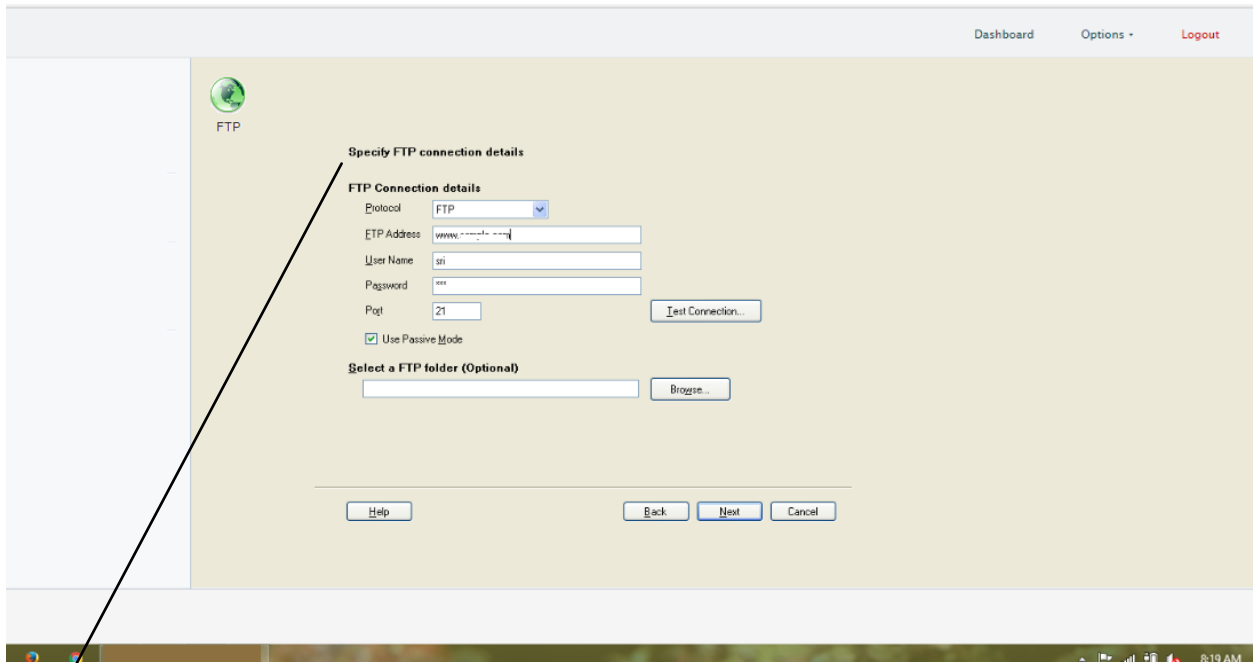 Dashboard Options Logout
FTP
Specify FTP connection details
FTP Connection details
Protocol FTP
FTP Address www.
User Name sri
Password ***
Port 21 Test Connection...
Use Passive Mode
Select a FTP folder (Optional)
Browse...
Help Back Next Cancel
8:19 AM